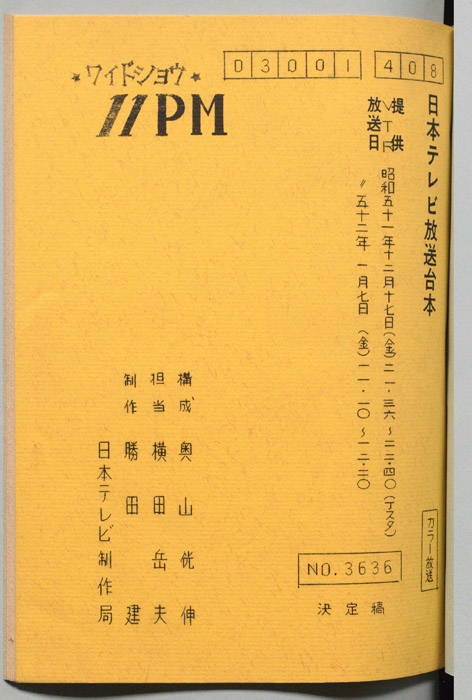 03001 408
ワイドショウ
11PM
日本テレビ放送台本
カラー放送
提供
VTR 昭和五十一年十二月十七日(金)二一・三六～二二・四〇(テスタ)
放送日 〃五十二年一月七日(金)一一・二〇～一二・二〇
NO.3636
決定稿
構成 奥山侊伸
担当 横田岳夫
制作 勝田建
日本テレビ制作局